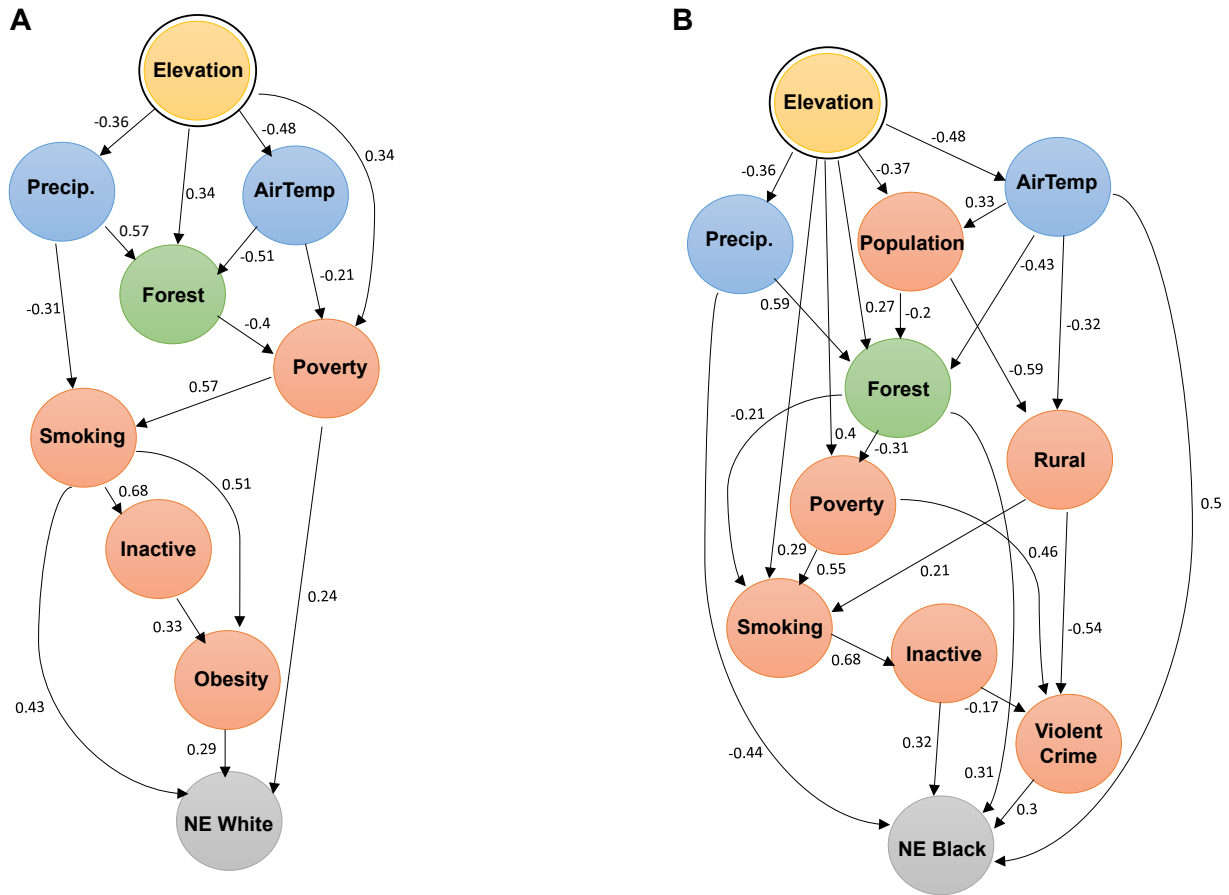 A
Elevation
-0.36
-0.48
0.34
0.34
Precip.
AirTemp
0.57
-0.51
-0.21
-0.31
Forest
-0.4
Poverty
0.57
Smoking
0.68
0.51
Inactive
0.33
0.24
Obesity
0.43
0.29
NE White
B
Elevation
-0.48
-0.36
-0.37
AirTemp
0.33
Precip.
Population
-0.43
0.59
0.27
-0.2
-0.32
-0.59
Forest
-0.21
0.4
-0.31
Rural
Poverty
0.5
0.29
0.55
0.46
0.21
Smoking
-0.54
0.68
Inactive
-0.17
Violent
Crime
0.32
-0.44
0.31
0.3
NE Black